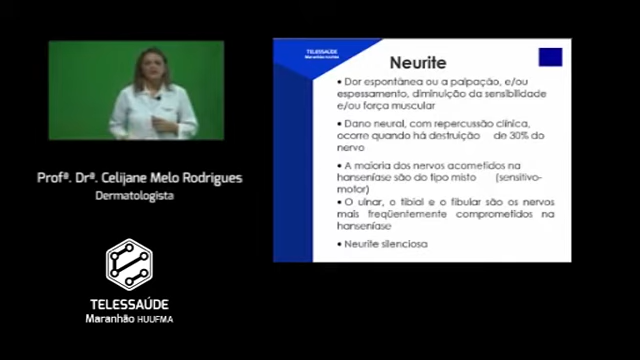 TELESSAÚDE
Maranhão HUUFMA
Neurite
• Dor espontânea ou a palpação, e/ou
espessamento, diminuição da sensibilidade
e/ou força muscular
• Dano neural, com repercussão clínica,
ocorre quando há destruição de 30% do
nervo
• A maioria dos nervos acometidos na
hanseníase são do tipo misto (sensitivo-
motor)
• O ulnar, o tibial e o fibular são os nervos
mais freqüentemente comprometidos na
hanseníase
• Neurite silenciosa
Profª. Drª. Celijane Melo Rodrigues
Dermatologista
TELESSAÚDE
Maranhão HUUFMA